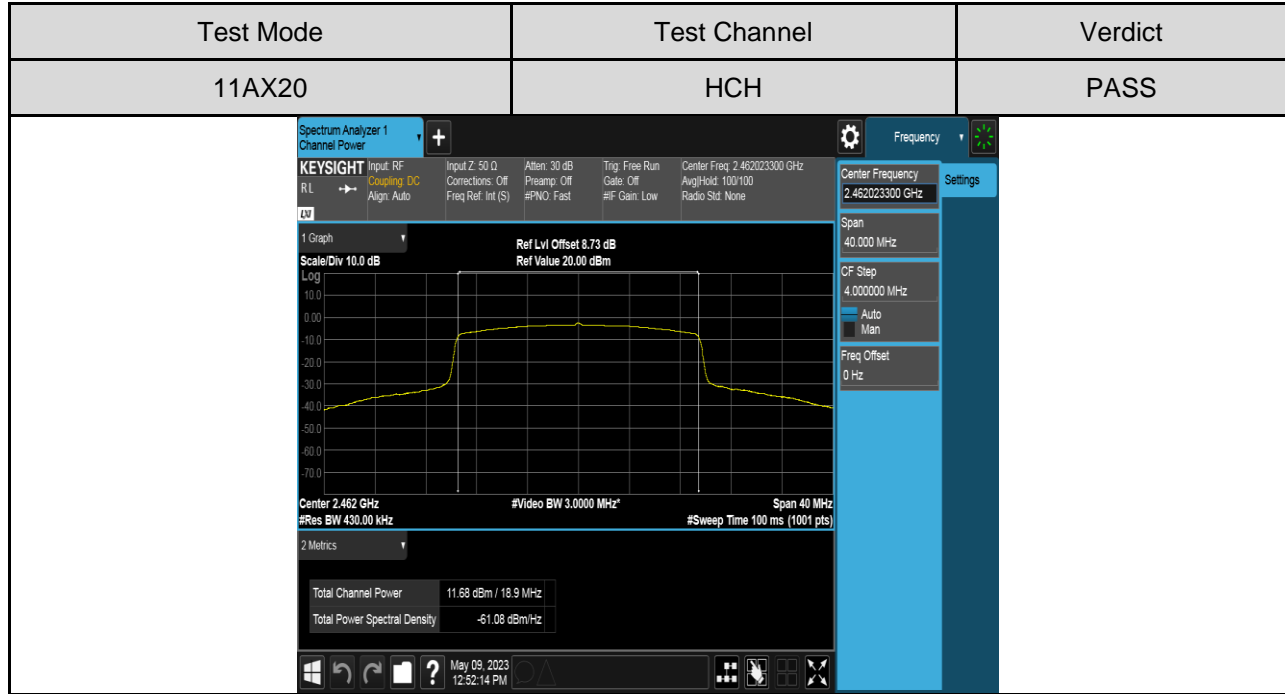 Test Mode Test Channel Verdict
11AX20 HCH PASS
Spectrum Analyzer 1
Channel Power
+
Frequency
KEYSIGHT
RL
LXI
Input: RF
Coupling: DC
Align: Auto
Input Z: 50 Ω
Corrections: Off
Freq Ref: Int (S)
Atten: 30 dB
Preamp: Off
#PNO: Fast
Trig: Free Run
Gate: Off
#IF Gain: Low
Center Freq: 2.462023300 GHz
Avg|Hold: 100/100
Radio Std: None
Center Frequency
2.462023300 GHz
Settings
Span
40.000 MHz
CF Step
4.000000 MHz
Auto
Man
Freq Offset
0 Hz
1 Graph
Scale/Div 10.0 dB
Ref Lvl Offset 8.73 dB
Ref Value 20.00 dBm
Log
10.0
0.00
-10.0
-20.0
-30.0
-40.0
-50.0
-60.0
-70.0
Center 2.462 GHz #Video BW 3.0000 MHz* Span 40 MHz
#Res BW 430.00 kHz #Sweep Time 100 ms (1001 pts)
2 Metrics
Total Channel Power 11.68 dBm / 18.9 MHz
Total Power Spectral Density -61.08 dBm/Hz
?
May 09, 2023
12:52:14 PM